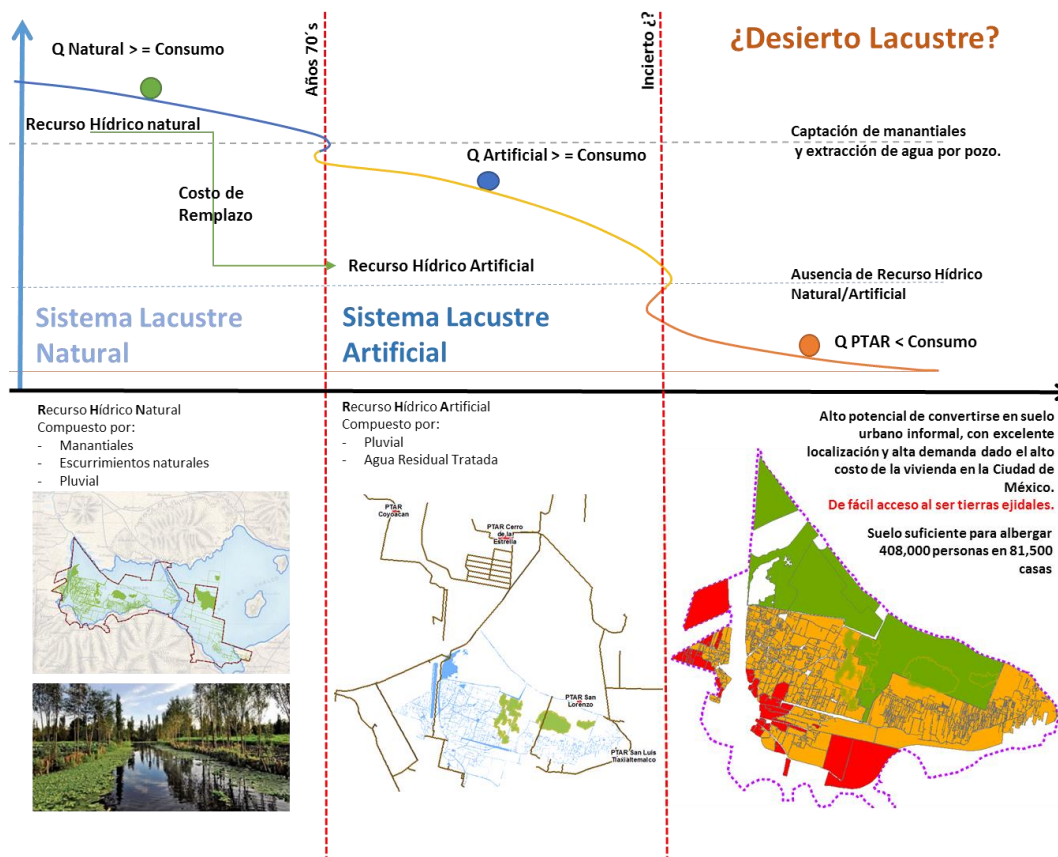 Q Natural > = Consumo
Años 70´s
Incierto ¿?
¿Desierto Lacustre?
Recurso Hídrico natural
Q Artificial > = Consumo
Captación de manantiales
y extracción de agua por pozo.
Costo de
Remplazo
Recurso Hídrico Artificial
Ausencia de Recurso Hídrico
Natural/Artificial
Sistema Lacustre
Natural
Sistema Lacustre
Artificial
Q PTAR < Consumo
Recurso Hídrico Natural
Compuesto por:
- Manantiales
- Escurrimientos naturales
- Pluvial
Recurso Hídrico Artificial
Compuesto por:
- Pluvial
- Agua Residual Tratada
PTAR
Coyoacan
PTAR Cerro
de la
Estrella
PTAR San
Lorenzo
PTAR San Luis
Tlaxialtemalco
Alto potencial de convertirse en suelo
urbano informal, con excelente
localización y alta demanda dado el alto
costo de la vivienda en la Ciudad de
México.
De fácil acceso al ser tierras ejidales.
Suelo suficiente para albergar
408,000 personas en 81,500
casas